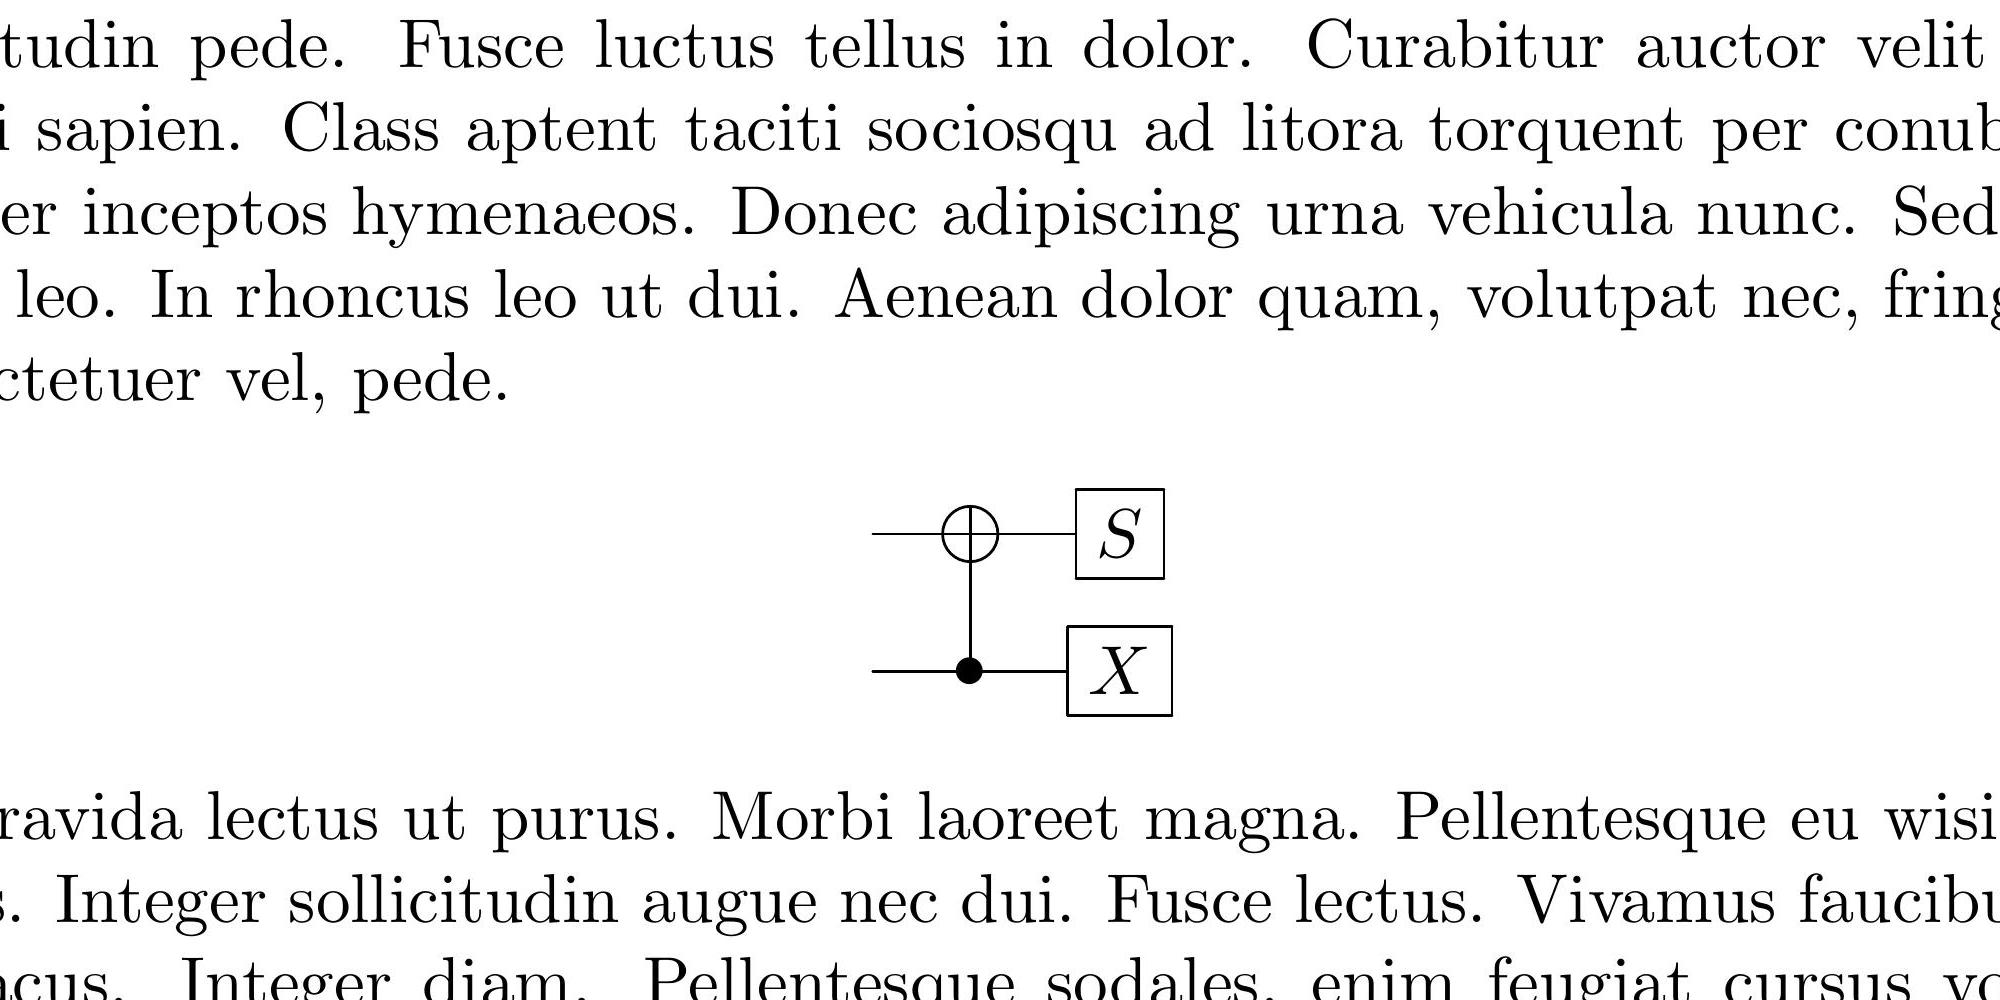 tudin pede. Fusce luctus tellus in dolor. Curabitur auctor velit
i sapien. Class aptent taciti sociosqu ad litora torquent per conub
er inceptos hymenaeos. Donec adipiscing urna vehicula nunc. Sed
leo. In rhoncus leo ut dui. Aenean dolor quam, volutpat nec, fring
ctetuer vel, pede.
S
X
ravida lectus ut purus. Morbi laoreet magna. Pellentesque eu wisi
s. Integer sollicitudin augue nec dui. Fusce lectus. Vivamus faucibu
acus. Integer diam. Pellentesque sodales, enim feugiat cursus vo